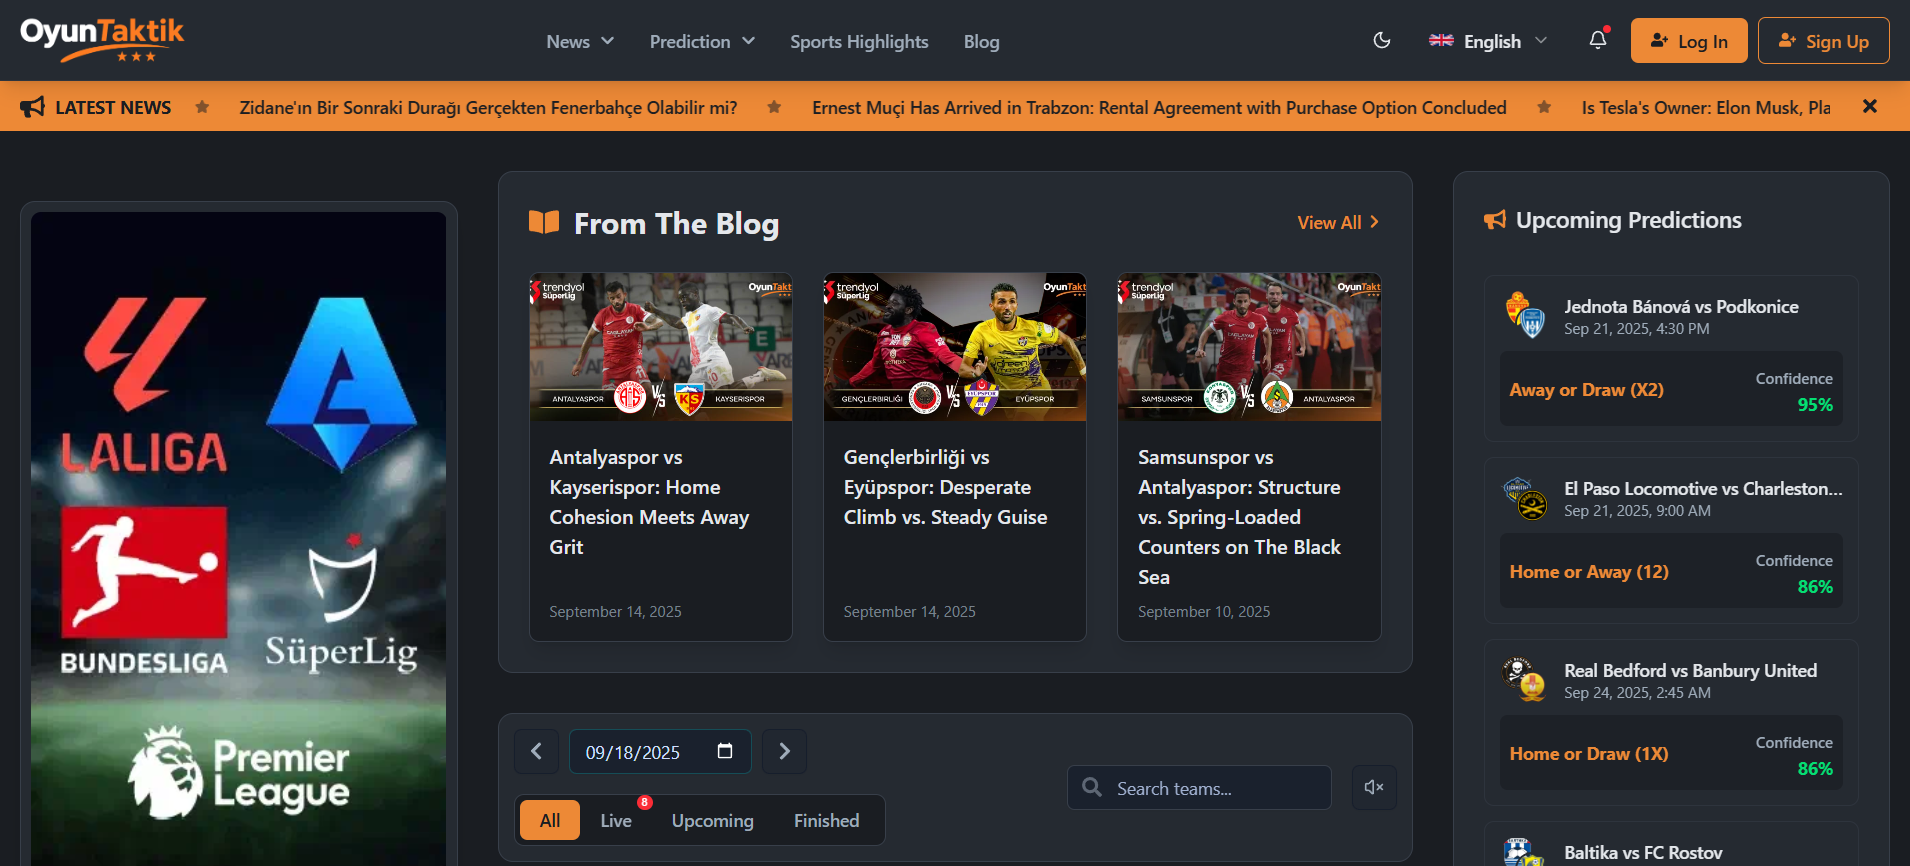 OyunTaktik
News
Prediction
Sports Highlights
Blog
English
Log In
Sign Up
LATEST NEWS
Zidane'ın Bir Sonraki Durağı Gerçekten Fenerbahçe Olabilir mi?
Ernest Muçi Has Arrived in Trabzon: Rental Agreement with Purchase Option Concluded
Is Tesla's Owner: Elon Musk, Pla
LALIGA
BUNDESLIGA
SüperLig
Premier
League
From The Blog
View All
trendyol
SüperLig
OyunTakt
ANTALYASPOR
VS
KAYSERISPOR
Antalyaspor vs
Kayserispor: Home
Cohesion Meets Away
Grit
September 14, 2025
trendyol
SüperLig
OyunTakt
GENÇLERBİRLİĞİ
VS
EYÜPSPOR
Gençlerbirliği vs
Eyüpspor: Desperate
Climb vs. Steady Guise
September 14, 2025
trendyol
SüperLig
OyunTakt
SAMSUNSPOR
VS
ANTALYASPOR
Samsunspor vs
Antalyaspor: Structure
vs. Spring-Loaded
Counters on The Black
Sea
September 10, 2025
09/18/2025
Search teams...
All
Live
8
Upcoming
Finished
Upcoming Predictions
Jednota Bánová vs Podkonice
Sep 21, 2025, 4:30 PM
Away or Draw (X2)
Confidence
95%
El Paso Locomotive vs Charleston...
Sep 21, 2025, 9:00 AM
Home or Away (12)
Confidence
86%
Real Bedford vs Banbury United
Sep 24, 2025, 2:45 AM
Home or Draw (1X)
Confidence
86%
Baltika vs FC Rostov